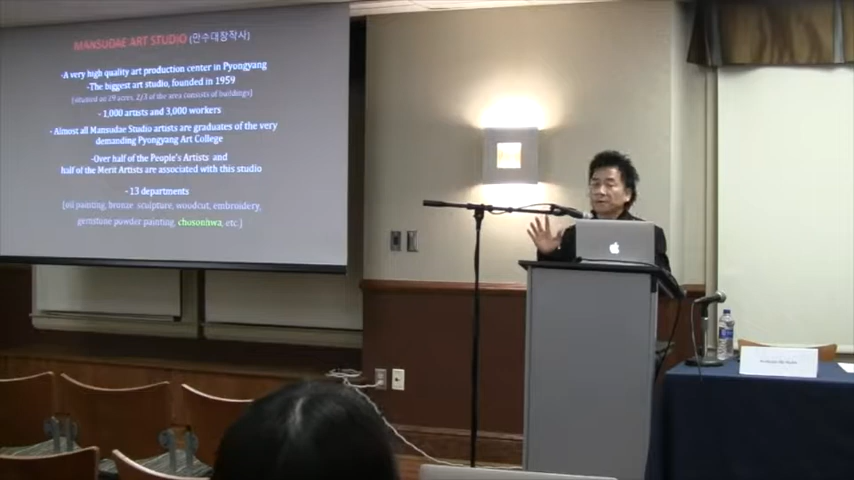 MANSUDAE ART STUDIO (만수대창작사)
- A very high quality art production center in Pyongyang
- The biggest art studio, founded in 1959
[situated on 29 acres, 2/3 of the area consists of buildings]
- 1,000 artists and 3,000 workers
- Almost all Mansudae Studio artists are graduates of the very
demanding Pyongyang Art College
- Over half of the People's Artists and
half of the Merit Artists are associated with this studio
- 13 departments
[oil painting, bronze sculpture, woodcut, embroidery,
gemstone powder painting, chosonhwa, etc.]